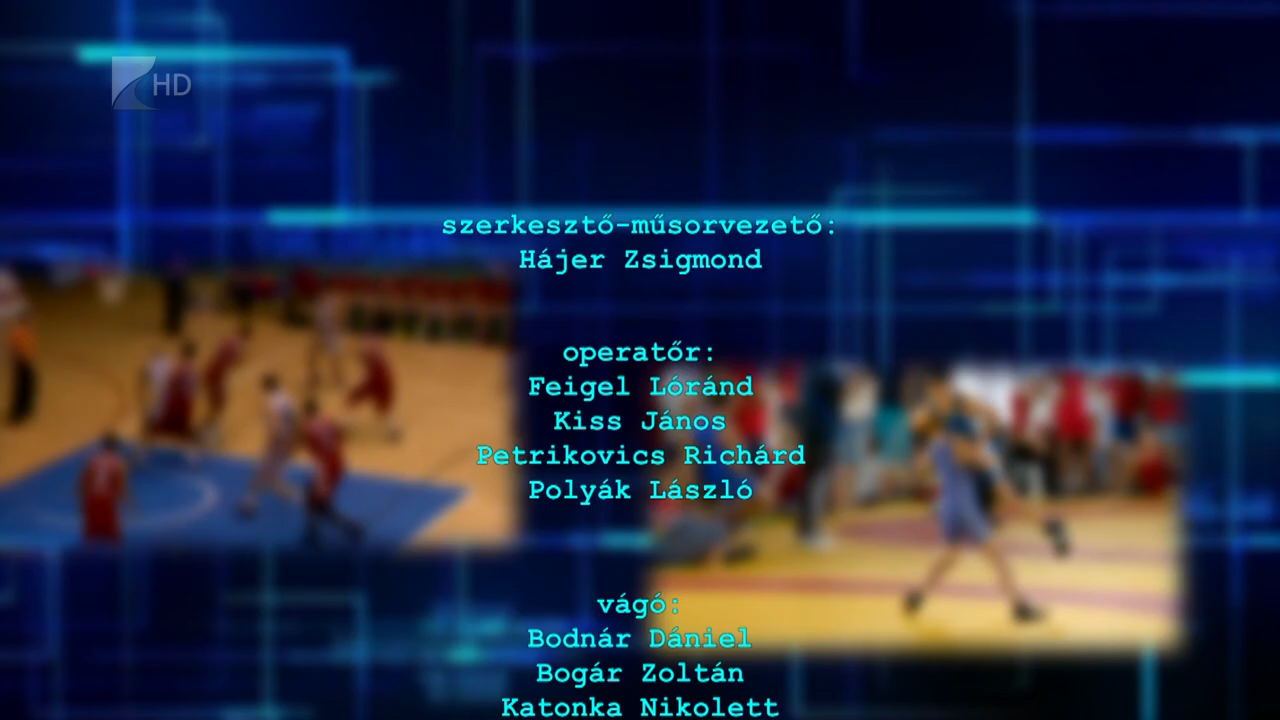 HD
szerkesztő-műsorvezető:
Hájer Zsigmond
operatőr:
Feigel Lóránd
Kiss János
Petrikovics Richárd
Polyák László
vágó:
Bodnár Dániel
Bogár Zoltán
Katonka Nikolett